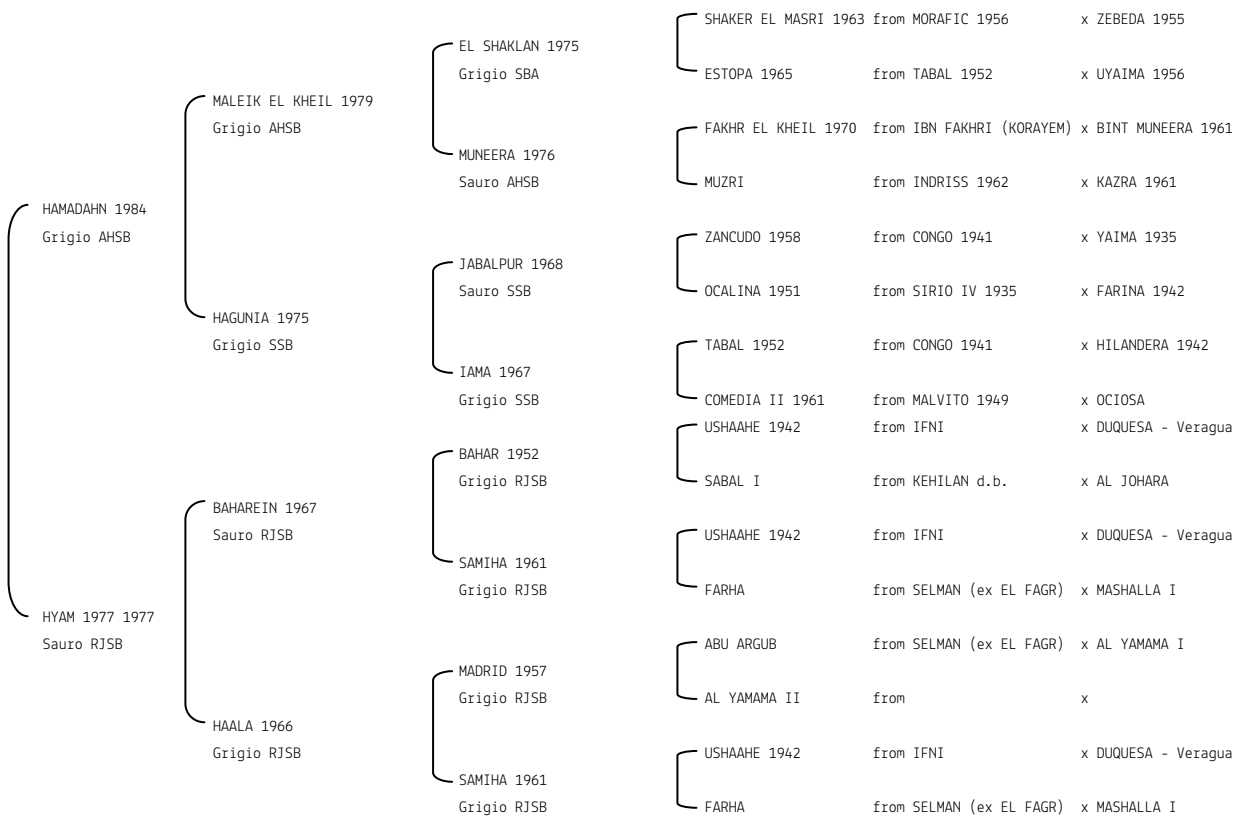 SHAKER EL MASRI 1963 from MORAFIC 1956 x ZEBEDA 1955
EL SHAKLAN 1975
Grigio SBA
ESTOPA 1965 from TABAL 1952 x UYAIMA 1956
MALEIK EL KHEIL 1979
Grigio AHSB
FAKHR EL KHEIL 1970 from IBN FAKHRI (KORAYEM) x BINT MUNEERA 1961
MUNEERA 1976
Sauro AHSB
MUZRI from INDRISS 1962 x KAZRA 1961
HAMADAHN 1984
Grigio AHSB
ZANCUDO 1958 from CONGO 1941 x YAIMA 1935
JABALPUR 1968
Sauro SSB
OCALINA 1951 from SIRIO IV 1935 x FARINA 1942
HAGUNIA 1975
Grigio SSB
TABAL 1952 from CONGO 1941 x HILANDERA 1942
IAMA 1967
Grigio SSB
COMEDIA II 1961 from MALVITO 1949 x OCIOSA
USHAAHE 1942 from IFNI x DUQUESA - Veragua
BAHAR 1952
Grigio RJSB
SABAL I from KEHILAN d.b. x AL JOHARA
BAHAREIN 1967
Sauro RJSB
USHAAHE 1942 from IFNI x DUQUESA - Veragua
SAMIHA 1961
Grigio RJSB
FARHA from SELMAN (ex EL FAGR) x MASHALLA I
HYAM 1977 1977
Sauro RJSB
ABU ARGUB from SELMAN (ex EL FAGR) x AL YAMAMA I
MADRID 1957
Grigio RJSB
AL YAMAMA II from x
HAALA 1966
Grigio RJSB
USHAAHE 1942 from IFNI x DUQUESA - Veragua
SAMIHA 1961
Grigio RJSB
FARHA from SELMAN (ex EL FAGR) x MASHALLA I